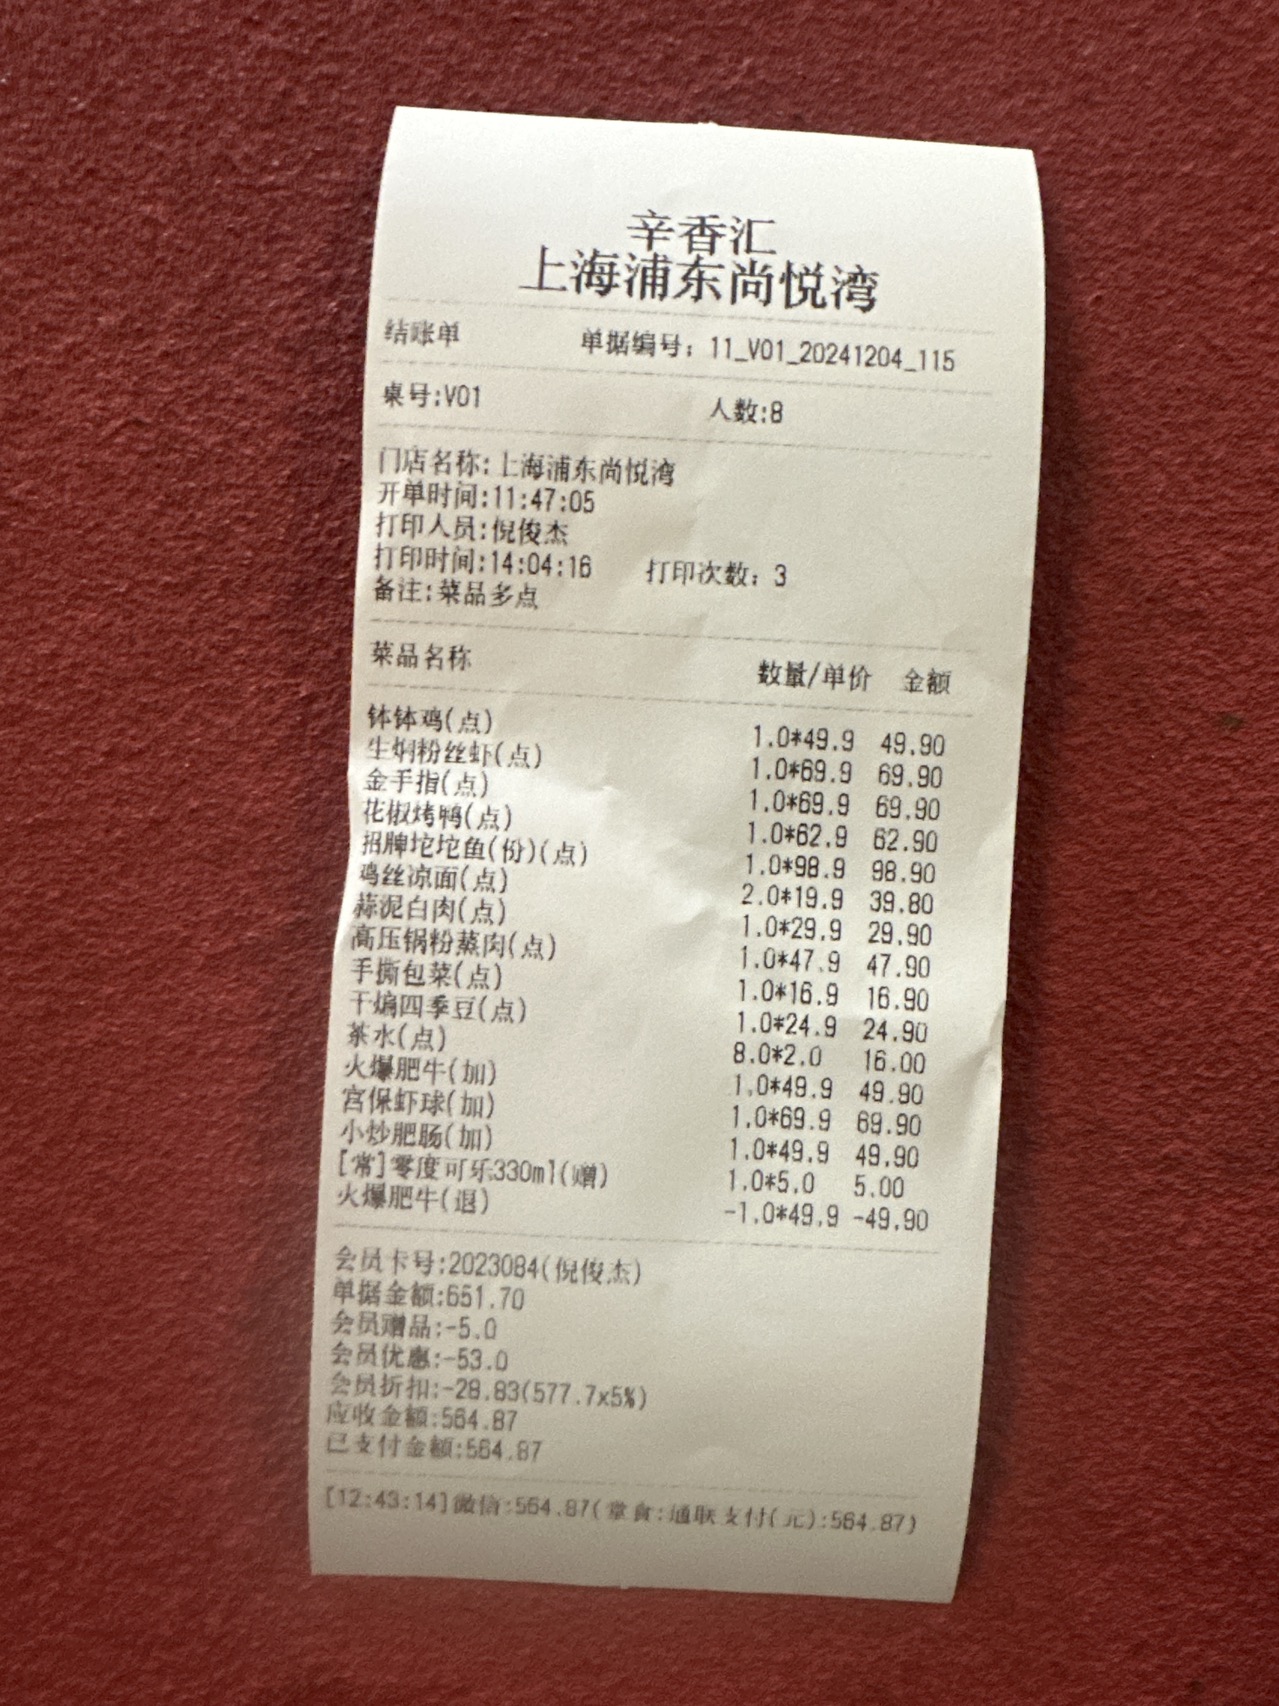 辛香汇
上海浦东尚悦湾
结账单 单据编号：11_V01_20241204_115
桌号:V01 人数:8
门店名称:上海浦东尚悦湾
开单时间:11:47:05
打印人员:倪俊杰
打印时间:14:04:16 打印次数：3
备注:菜品多点
菜品名称 数量/单价 金额
钵钵鸡(点) 1.0*49.9 49.90
生焖粉丝虾(点) 1.0*69.9 69.90
金手指(点) 1.0*69.9 69.90
花椒烤鸭(点) 1.0*62.9 62.90
招牌坨坨鱼(份)(点) 1.0*98.9 98.90
鸡丝凉面(点) 2.0*19.9 39.80
蒜泥白肉(点) 1.0*29.9 29.90
高压锅粉蒸肉(点) 1.0*47.9 47.90
手撕包菜(点) 1.0*16.9 16.90
干煸四季豆(点) 1.0*24.9 24.90
茶水(点) 8.0*2.0 16.00
火爆肥牛(加) 1.0*49.9 49.90
宫保虾球(加) 1.0*69.9 69.90
小炒肥肠(加) 1.0*49.9 49.90
[常]零度可乐330ml(赠) 1.0*5.0 5.00
火爆肥牛(退) -1.0*49.9 -49.90
会员卡号:2023084(倪俊杰)
单据金额:651.70
会员赠品:-5.0
会员优惠:-53.0
会员折扣:-28.83(577.7x5%)
应收金额:564.87
已支付金额:564.87
[12:43:14]微信:564.87(堂食:通联支付(元):564.87)